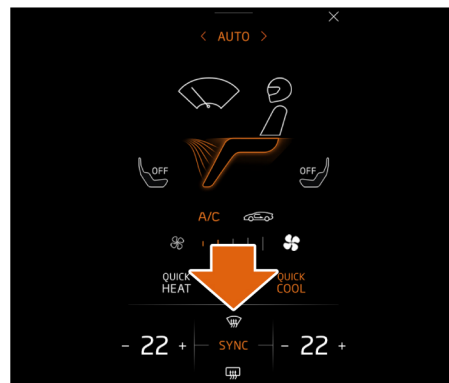 < AUTO >
OFF
OFF
A/C
QUICK
HEAT
QUICK
COOL
- 22 +
SYNC
- 22 +